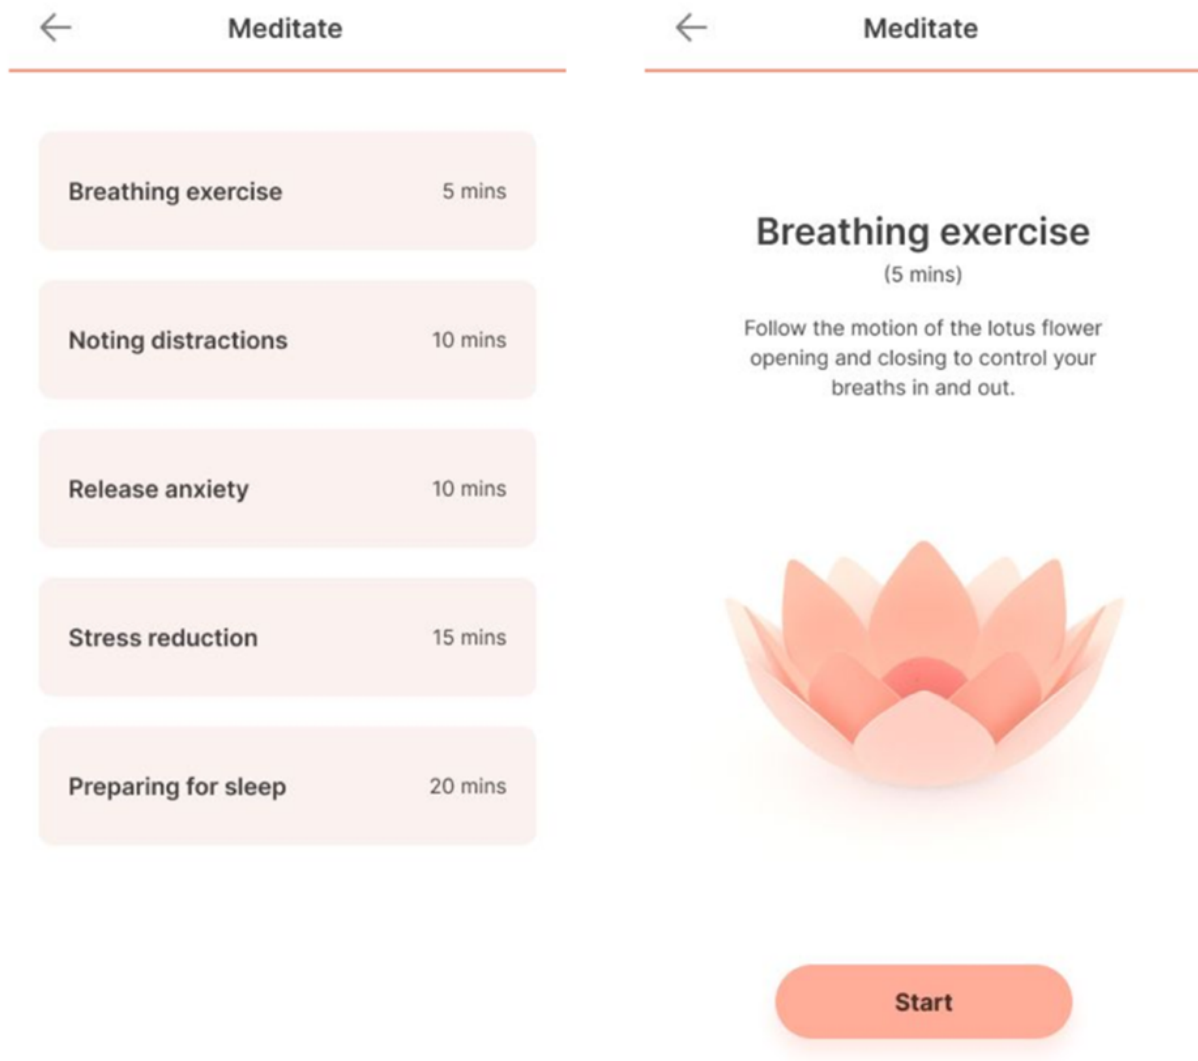 Meditate
Breathing exercise 5 mins
Noting distractions 10 mins
Release anxiety 10 mins
Stress reduction 15 mins
Preparing for sleep 20 mins
Meditate
Breathing exercise
(5 mins)
Follow the motion of the lotus flower
opening and closing to control your
breaths in and out.
Start